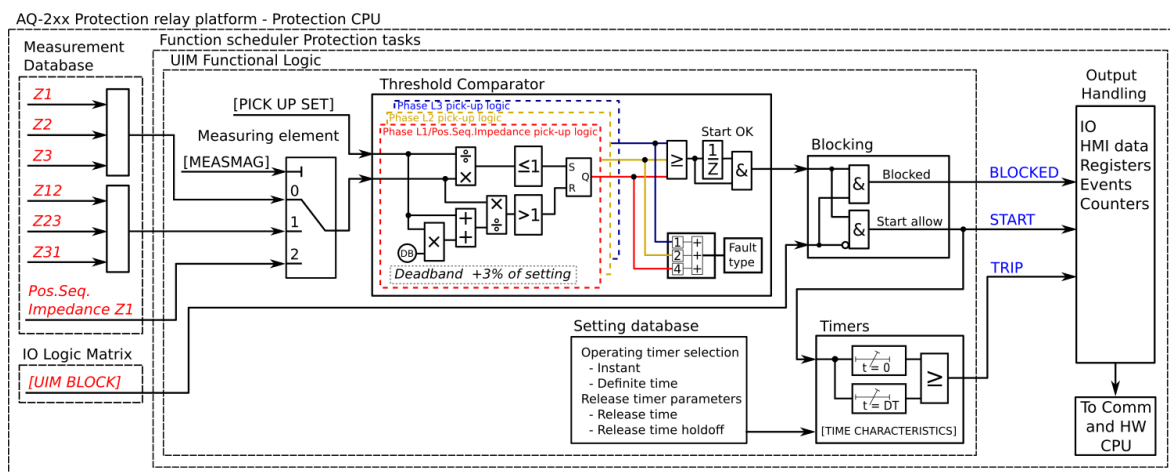 AQ-2xx Protection relay platform - Protection CPU
Function scheduler Protection tasks
UIM Functional Logic
Measurement
Database
Z1
Z2
Z3
Z12
Z23
Z31
Pos.Seq.
Impedance Z1
IO Logic Matrix
[UIM BLOCK]
[PICK UP SET]
Measuring element
[MEASMAG]
0
1
2
Threshold Comparator
Phase L3 pick-up logic
Phase L2 pick-up logic
Phase L1/Pos.Seq.Impedance pick-up logic
÷
×
≤1
S
Q
R
×
÷
>1
+
+
×
DB
Deadband +3% of setting
≥
Start OK
1
Z
&
1 +
2 +
4 +
Fault
type
Blocking
&
Blocked
&
Start allow
BLOCKED
START
TRIP
Output
Handling
IO
HMI data
Registers
Events
Counters
To Comm
and HW
CPU
Setting database
Operating timer selection
- Instant
- Definite time
Release timer parameters
- Release time
- Release time holdoff
Timers
t = 0
t = DT
≥
[TIME CHARACTERISTICS]